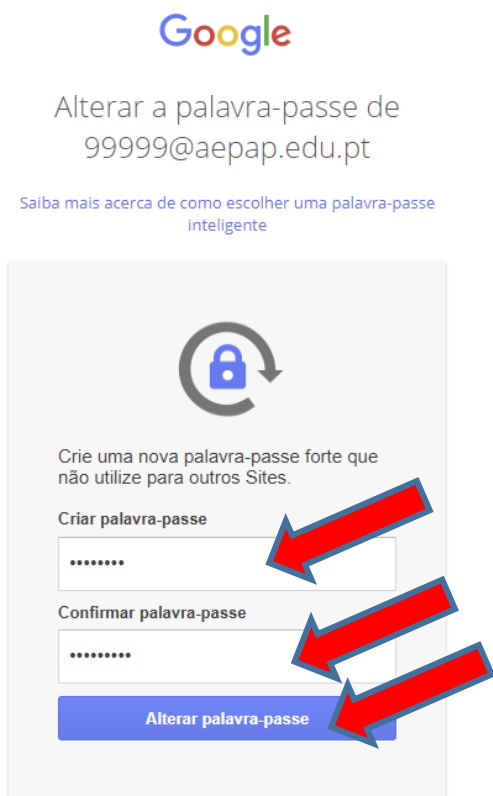 Google
Alterar a palavra-passe de
99999@aepap.edu.pt
Saiba mais acerca de como escolher uma palavra-passe
inteligente
Crie uma nova palavra-passe forte que
não utilize para outros Sites.
Criar palavra-passe
••••••••
Confirmar palavra-passe
•••••••••
Alterar palavra-passe